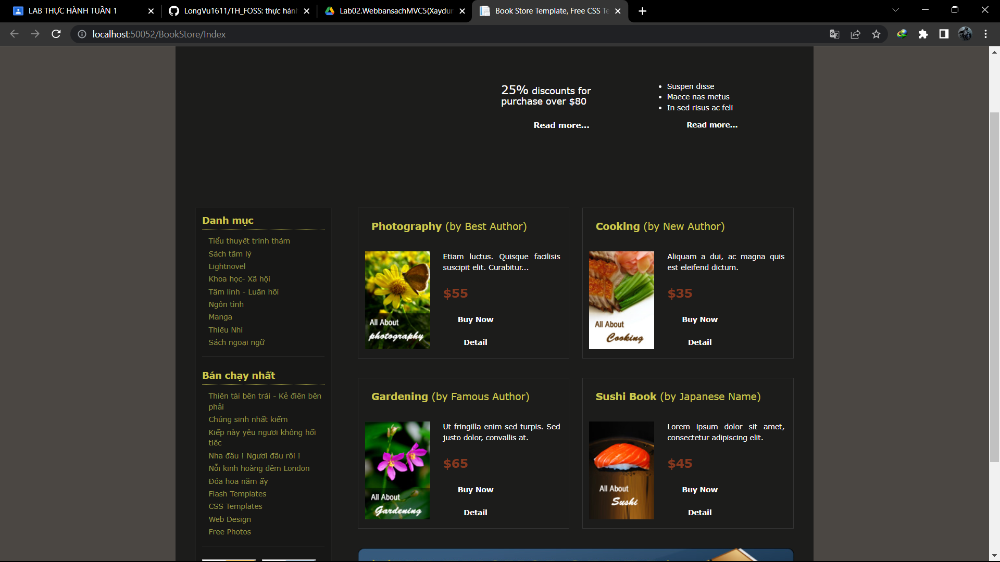 LAB THỰC HÀNH TUẦN 1
LongVu1611/TH_FOSS: thực hàn
Lab02.WebbansachMVC5(Xaydun
Book Store Template, Free CSS Te
localhost:50052/BookStore/Index
25% discounts for
purchase over $80
Read more...
Suspen disse
Maece nas metus
In sed risus ac feli
Read more...
Danh mục
Tiểu thuyết trinh thám
Sách tâm lý
Lightnovel
Khoa học- Xã hội
Tâm linh - Luân hồi
Ngôn tình
Manga
Thiếu Nhi
Sách ngoại ngữ
Bán chạy nhất
Thiên tài bên trái - Kẻ điên bên
phải
Chúng sinh nhất kiếm
Kiếp này yêu ngươi không hối
tiếc
Nha đầu ! Ngươi đâu rồi !
Nỗi kinh hoàng đêm London
Đóa hoa năm ấy
Flash Templates
CSS Templates
Web Design
Free Photos
Photography (by Best Author)
All About
photography
Etiam luctus. Quisque facilisis
suscipit elit. Curabitur...
$55
Buy Now
Detail
Cooking (by New Author)
All About
Cooking
Aliquam a dui, ac magna quis
est eleifend dictum.
$35
Buy Now
Detail
Gardening (by Famous Author)
All About
Gardening
Ut fringilla enim sed turpis. Sed
justo dolor, convallis at.
$65
Buy Now
Detail
Sushi Book (by Japanese Name)
All About
Sushi
Lorem ipsum dolor sit amet,
consectetur adipiscing elit.
$45
Buy Now
Detail